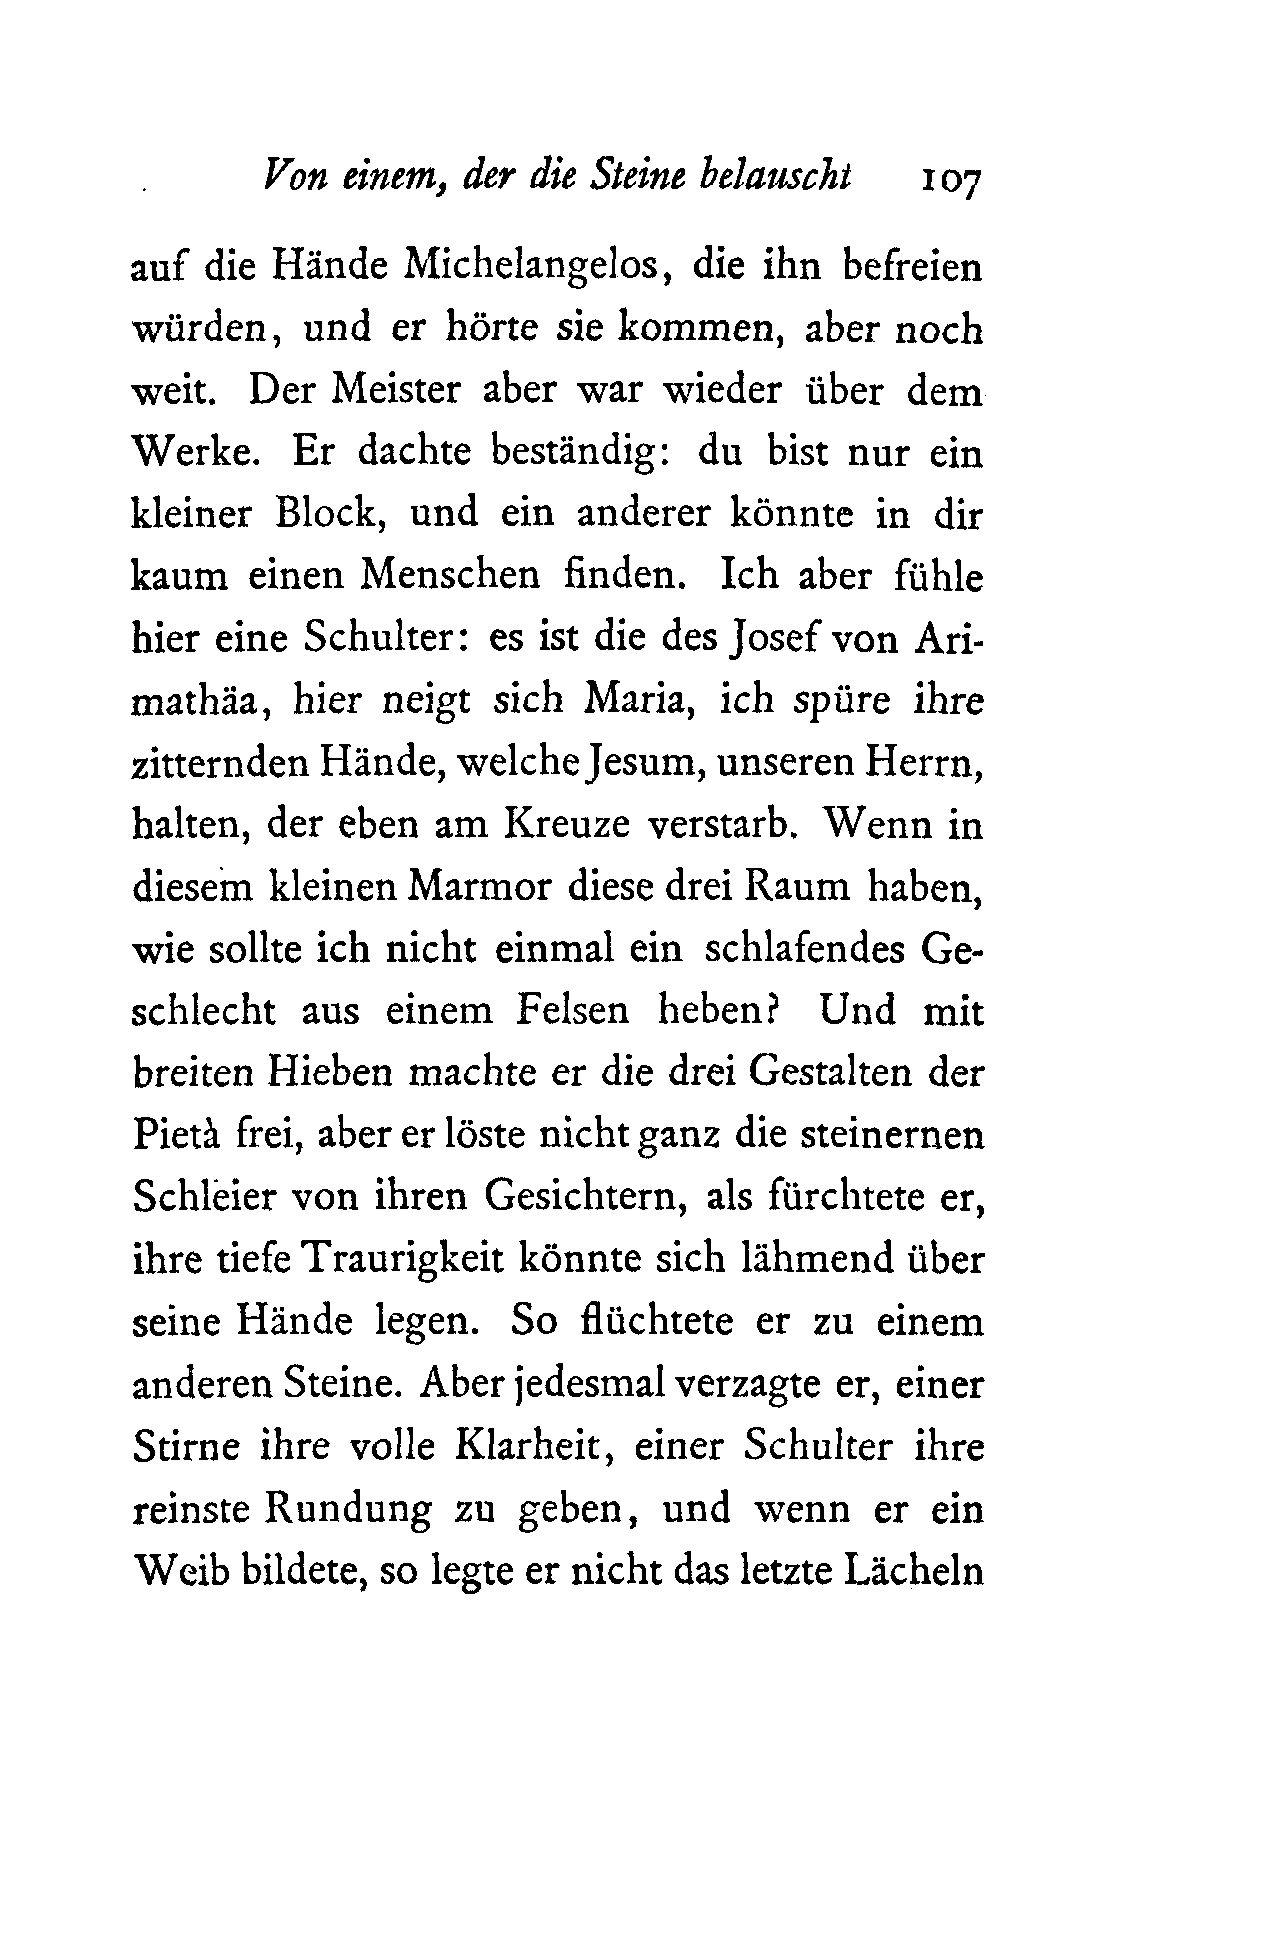 Von einem, der die Steine belauscht 107
auf die Hände Michelangelos, die ihn befreien
würden, und er hörte sie kommen, aber noch
weit. Der Meister aber war wieder über dem
Werke. Er dachte beständig: du bist nur ein
kleiner Block, und ein anderer könnte in dir
kaum einen Menschen finden. Ich aber fühle
hier eine Schulter: es ist die des Josef von Ari-
mathäa, hier neigt sich Maria, ich spüre ihre
zitternden Hände, welche Jesum, unseren Herrn,
halten, der eben am Kreuze verstarb. Wenn in
diesem kleinen Marmor diese drei Raum haben,
wie sollte ich nicht einmal ein schlafendes Ge-
schlecht aus einem Felsen heben? Und mit
breiten Hieben machte er die drei Gestalten der
Pietà frei, aber er löste nicht ganz die steinernen
Schleier von ihren Gesichtern, als fürchtete er,
ihre tiefe Traurigkeit könnte sich lähmend über
seine Hände legen. So flüchtete er zu einem
anderen Steine. Aber jedesmal verzagte er, einer
Stirne ihre volle Klarheit, einer Schulter ihre
reinste Rundung zu geben, und wenn er ein
Weib bildete, so legte er nicht das letzte Lächeln